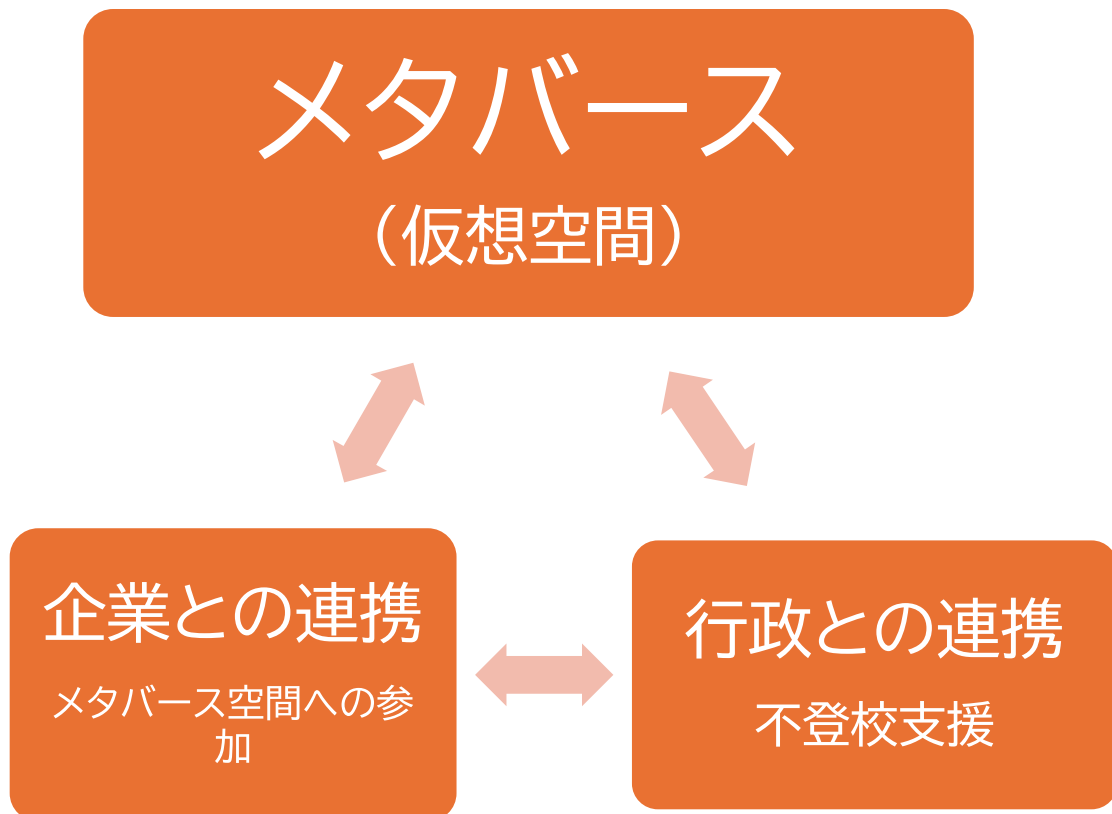 メタバース
（仮想空間）
企業との連携
メタバース空間への参
加
行政との連携
不登校支援